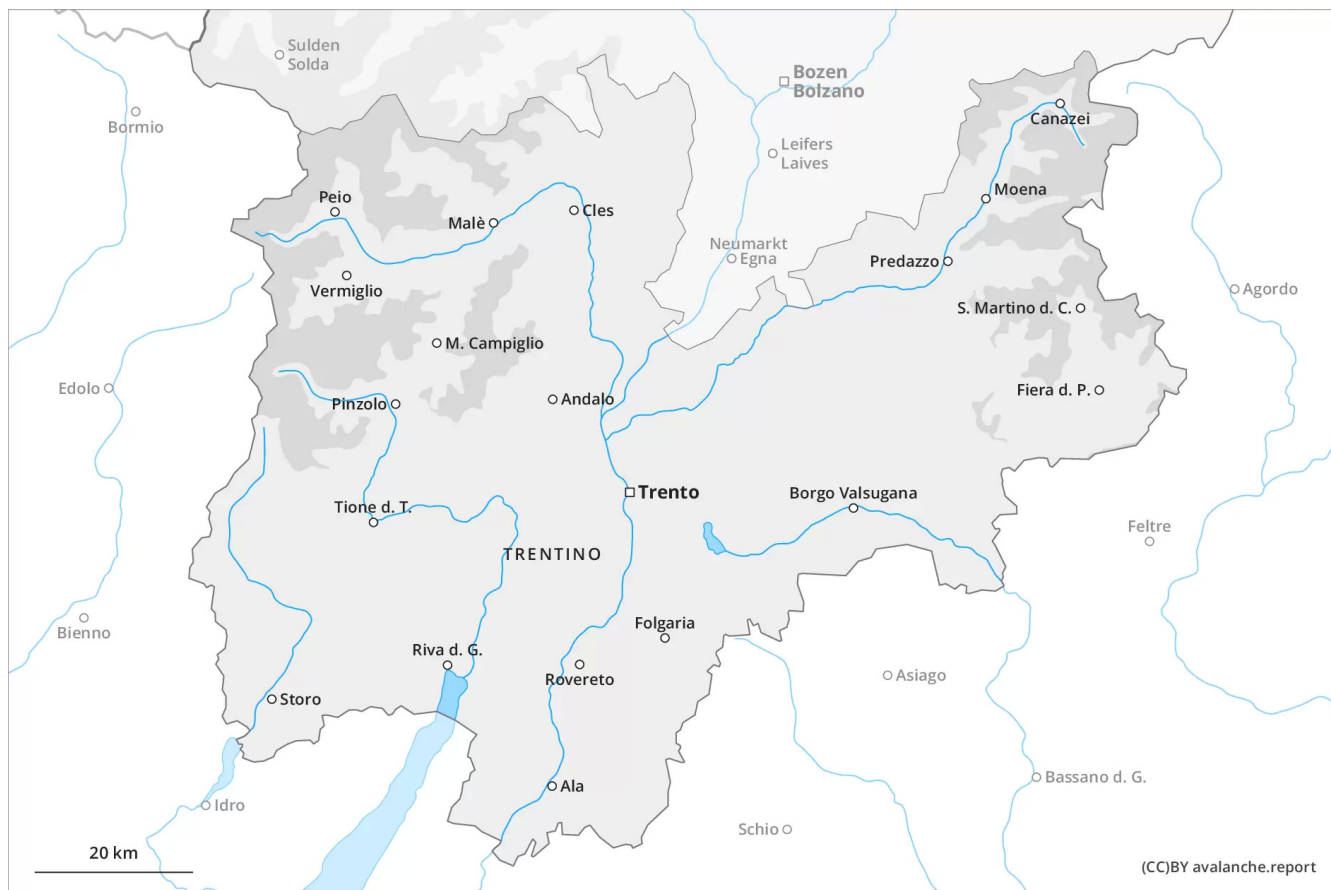 Sulden
Solda
Bozen
Bolzano
Bormio
Canazei
Leifers
Laives
Peio
Moena
Malè
Cles
Neumarkt
Egna
Predazzo
Vermiglio
Agordo
S. Martino d. C.
M. Campiglio
Edolo
Fiera d. P.
Pinzolo
Andalo
Trento
Borgo Valsugana
Tione d. T.
Feltre
TRENTINO
Bienno
Folgaria
Riva d. G.
Rovereto
Asiago
Storo
Bassano d. G.
Ala
Idro
Schio
20 km
(CC)BY avalanche.report